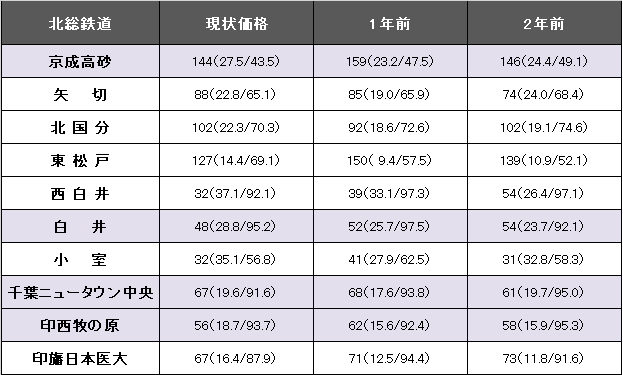 北総鉄道 現状価格 1年前 2年前
京成高砂 144(27.5/43.5) 159(23.2/47.5) 146(24.4/49.1)
矢 切 88(22.8/65.1) 85(19.0/65.9) 74(24.0/68.4)
北国分 102(22.3/70.3) 92(18.6/72.6) 102(19.1/74.6)
東松戸 127(14.4/69.1) 150( 9.4/57.5) 139(10.9/52.1)
西白井 32(37.1/92.1) 39(33.1/97.3) 54(26.4/97.1)
白 井 48(28.8/95.2) 52(25.7/97.5) 54(23.7/92.1)
小 室 32(35.1/56.8) 41(27.9/62.5) 31(32.8/58.3)
千葉ニュータウン中央 67(19.6/91.6) 68(17.6/93.8) 61(19.7/95.0)
印西牧の原 56(18.7/93.7) 62(15.6/92.4) 58(15.9/95.3)
印旛日本医大 67(16.4/87.9) 71(12.5/94.4) 73(11.8/91.6)